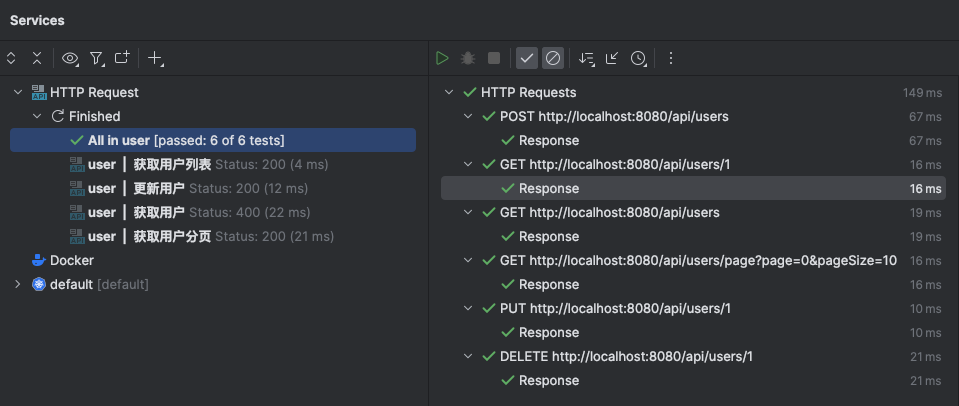 Services
HTTP Request
Finished
All in user [passed: 6 of 6 tests]
user | 获取用户列表 Status: 200 (4 ms)
user | 更新用户 Status: 200 (12 ms)
user | 获取用户 Status: 400 (22 ms)
user | 获取用户分页 Status: 200 (21 ms)
Docker
default [default]
HTTP Requests 149 ms
POST http://localhost:8080/api/users 67 ms
Response 67 ms
GET http://localhost:8080/api/users/1 16 ms
Response 16 ms
GET http://localhost:8080/api/users 19 ms
Response 19 ms
GET http://localhost:8080/api/users/page?page=0&pageSize=10 16 ms
Response 16 ms
PUT http://localhost:8080/api/users/1 10 ms
Response 10 ms
DELETE http://localhost:8080/api/users/1 21 ms
Response 21 ms